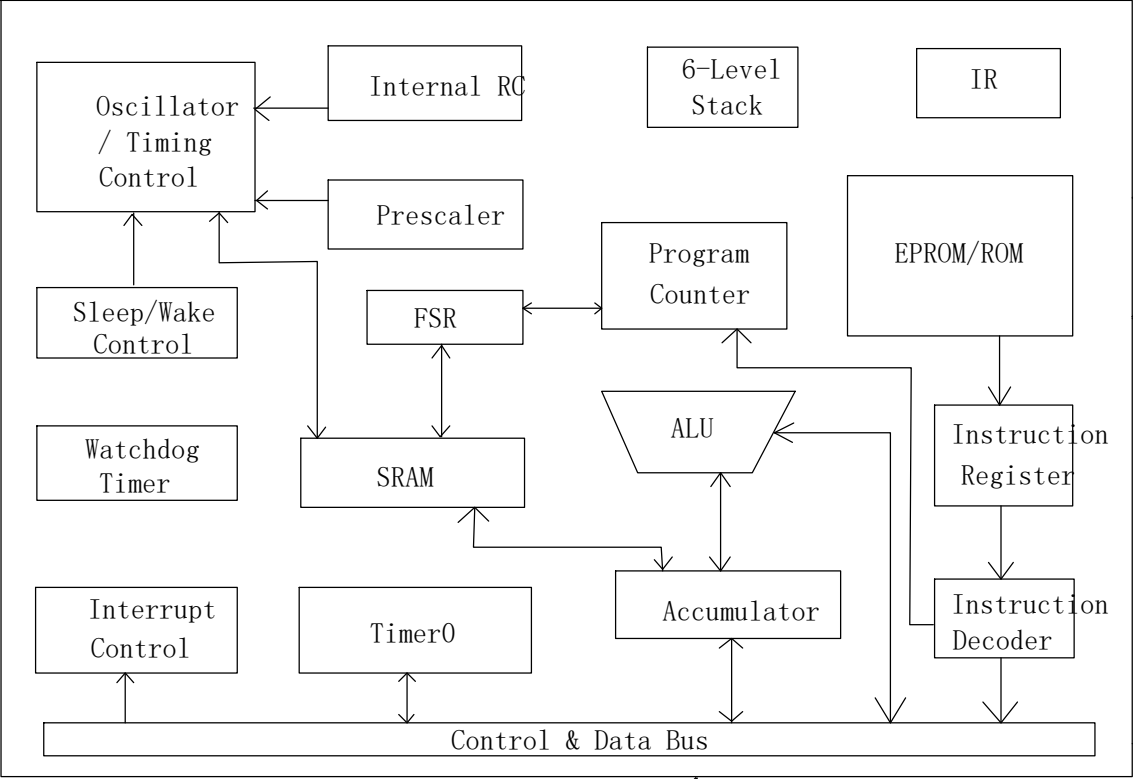 Oscillator
/ Timing
Control
Internal RC
6-Level
Stack
IR
Prescaler
Program
Counter
EPROM/ROM
Sleep/Wake
Control
FSR
ALU
Instruction
Register
Watchdog
Timer
SRAM
Interrupt
Control
Timer0
Accumulator
Instruction
Decoder
Control & Data Bus